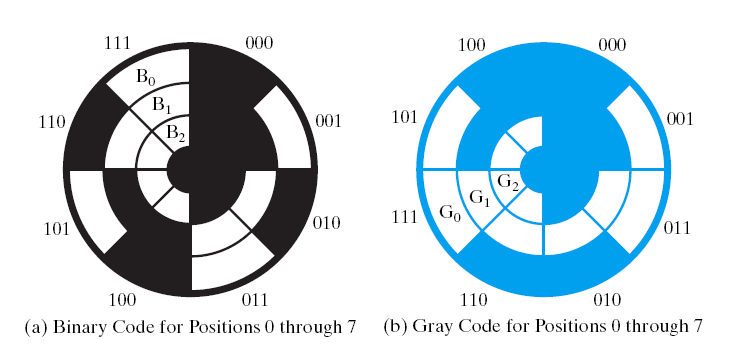 111
000
100
000
B0
110
B1
001
101
001
B2
G2
G1
G0
101
010
111
011
100
011
110
010
(a) Binary Code for Positions 0 through 7
(b) Gray Code for Positions 0 through 7